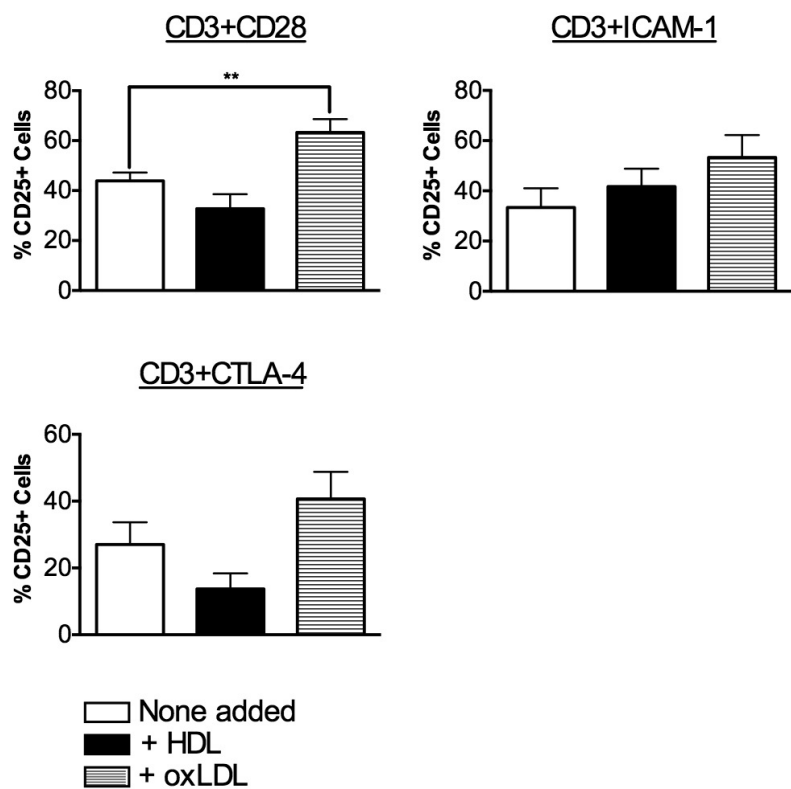 CD3+CD28
% CD25+ Cells
80
60
40
20
0
**
CD3+ICAM-1
% CD25+ Cells
80
60
40
20
0
CD3+CTLA-4
% CD25+ Cells
60
40
20
0
None added
+ HDL
+ oxLDL